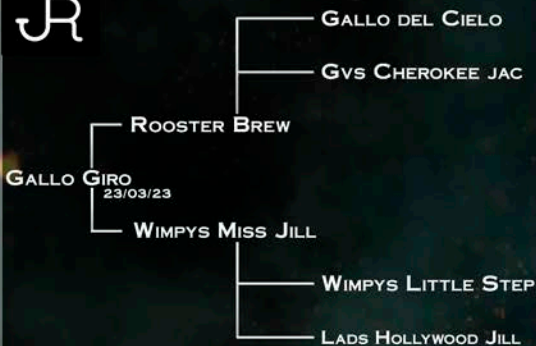 JR
GALLO DEL CIELO
GVS CHEROKEE JAC
ROOSTER BREW
GALLO GIRO
23/03/23
WIMPYS MISS JILL
WIMPYS LITTLE STEP
LADS HOLLYWOOD JILL